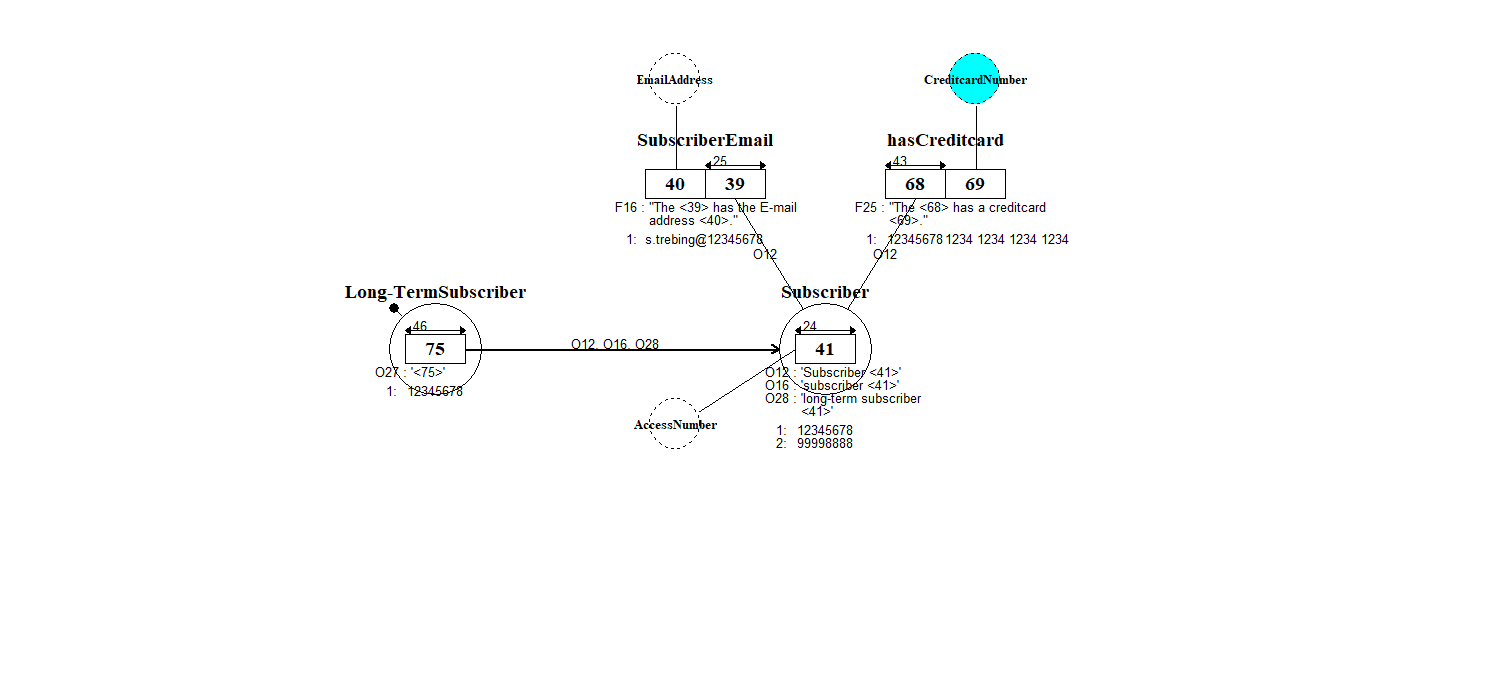 EmailAddress
CreditcardNumber
SubscriberEmail
hasCreditcard
25
43
40
39
68
69
F16 : "The <39> has the E-mail
address <40>."
F25 : "The <68> has a creditcard
<69>."
1: s.trebing@12345678
1: 12345678 1234 1234 1234 1234
O12
O12
Long-TermSubscriber
Subscriber
46
24
75
O12, O16, O28
41
O27 : '<75>'
1: 12345678
O12 : 'Subscriber <41>'
O16 : 'subscriber <41>'
O28 : 'long-term subscriber
<41>'
AccessNumber
1: 12345678
2: 99998888